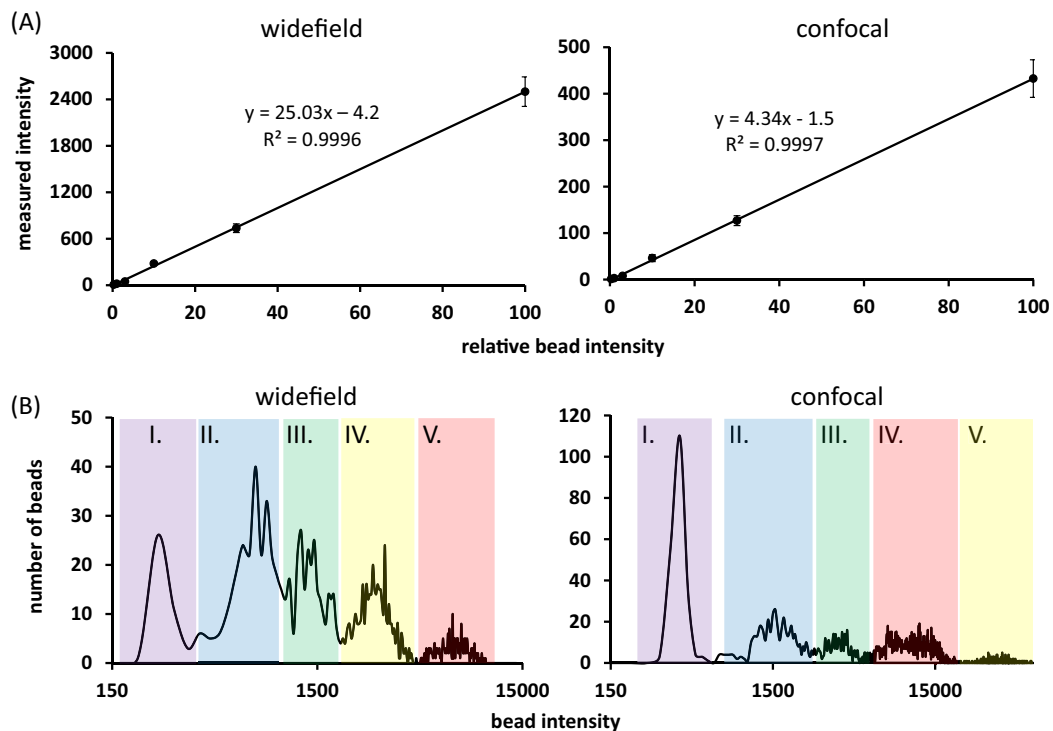 (A)
widefield
confocal
measured intensity
3000
2400
1800
1200
600
0
y = 25.03x – 4.2
R² = 0.9996
0 20 40 60 80 100
500
400
300
200
100
0
y = 4.34x - 1.5
R² = 0.9997
0 20 40 60 80 100
relative bead intensity
(B)
widefield
confocal
number of beads
50
40
30
20
10
0
I. II. III. IV. V.
150 1500 15000
120
100
80
60
40
20
0
I. II. III. IV. V.
150 1500 15000
bead intensity